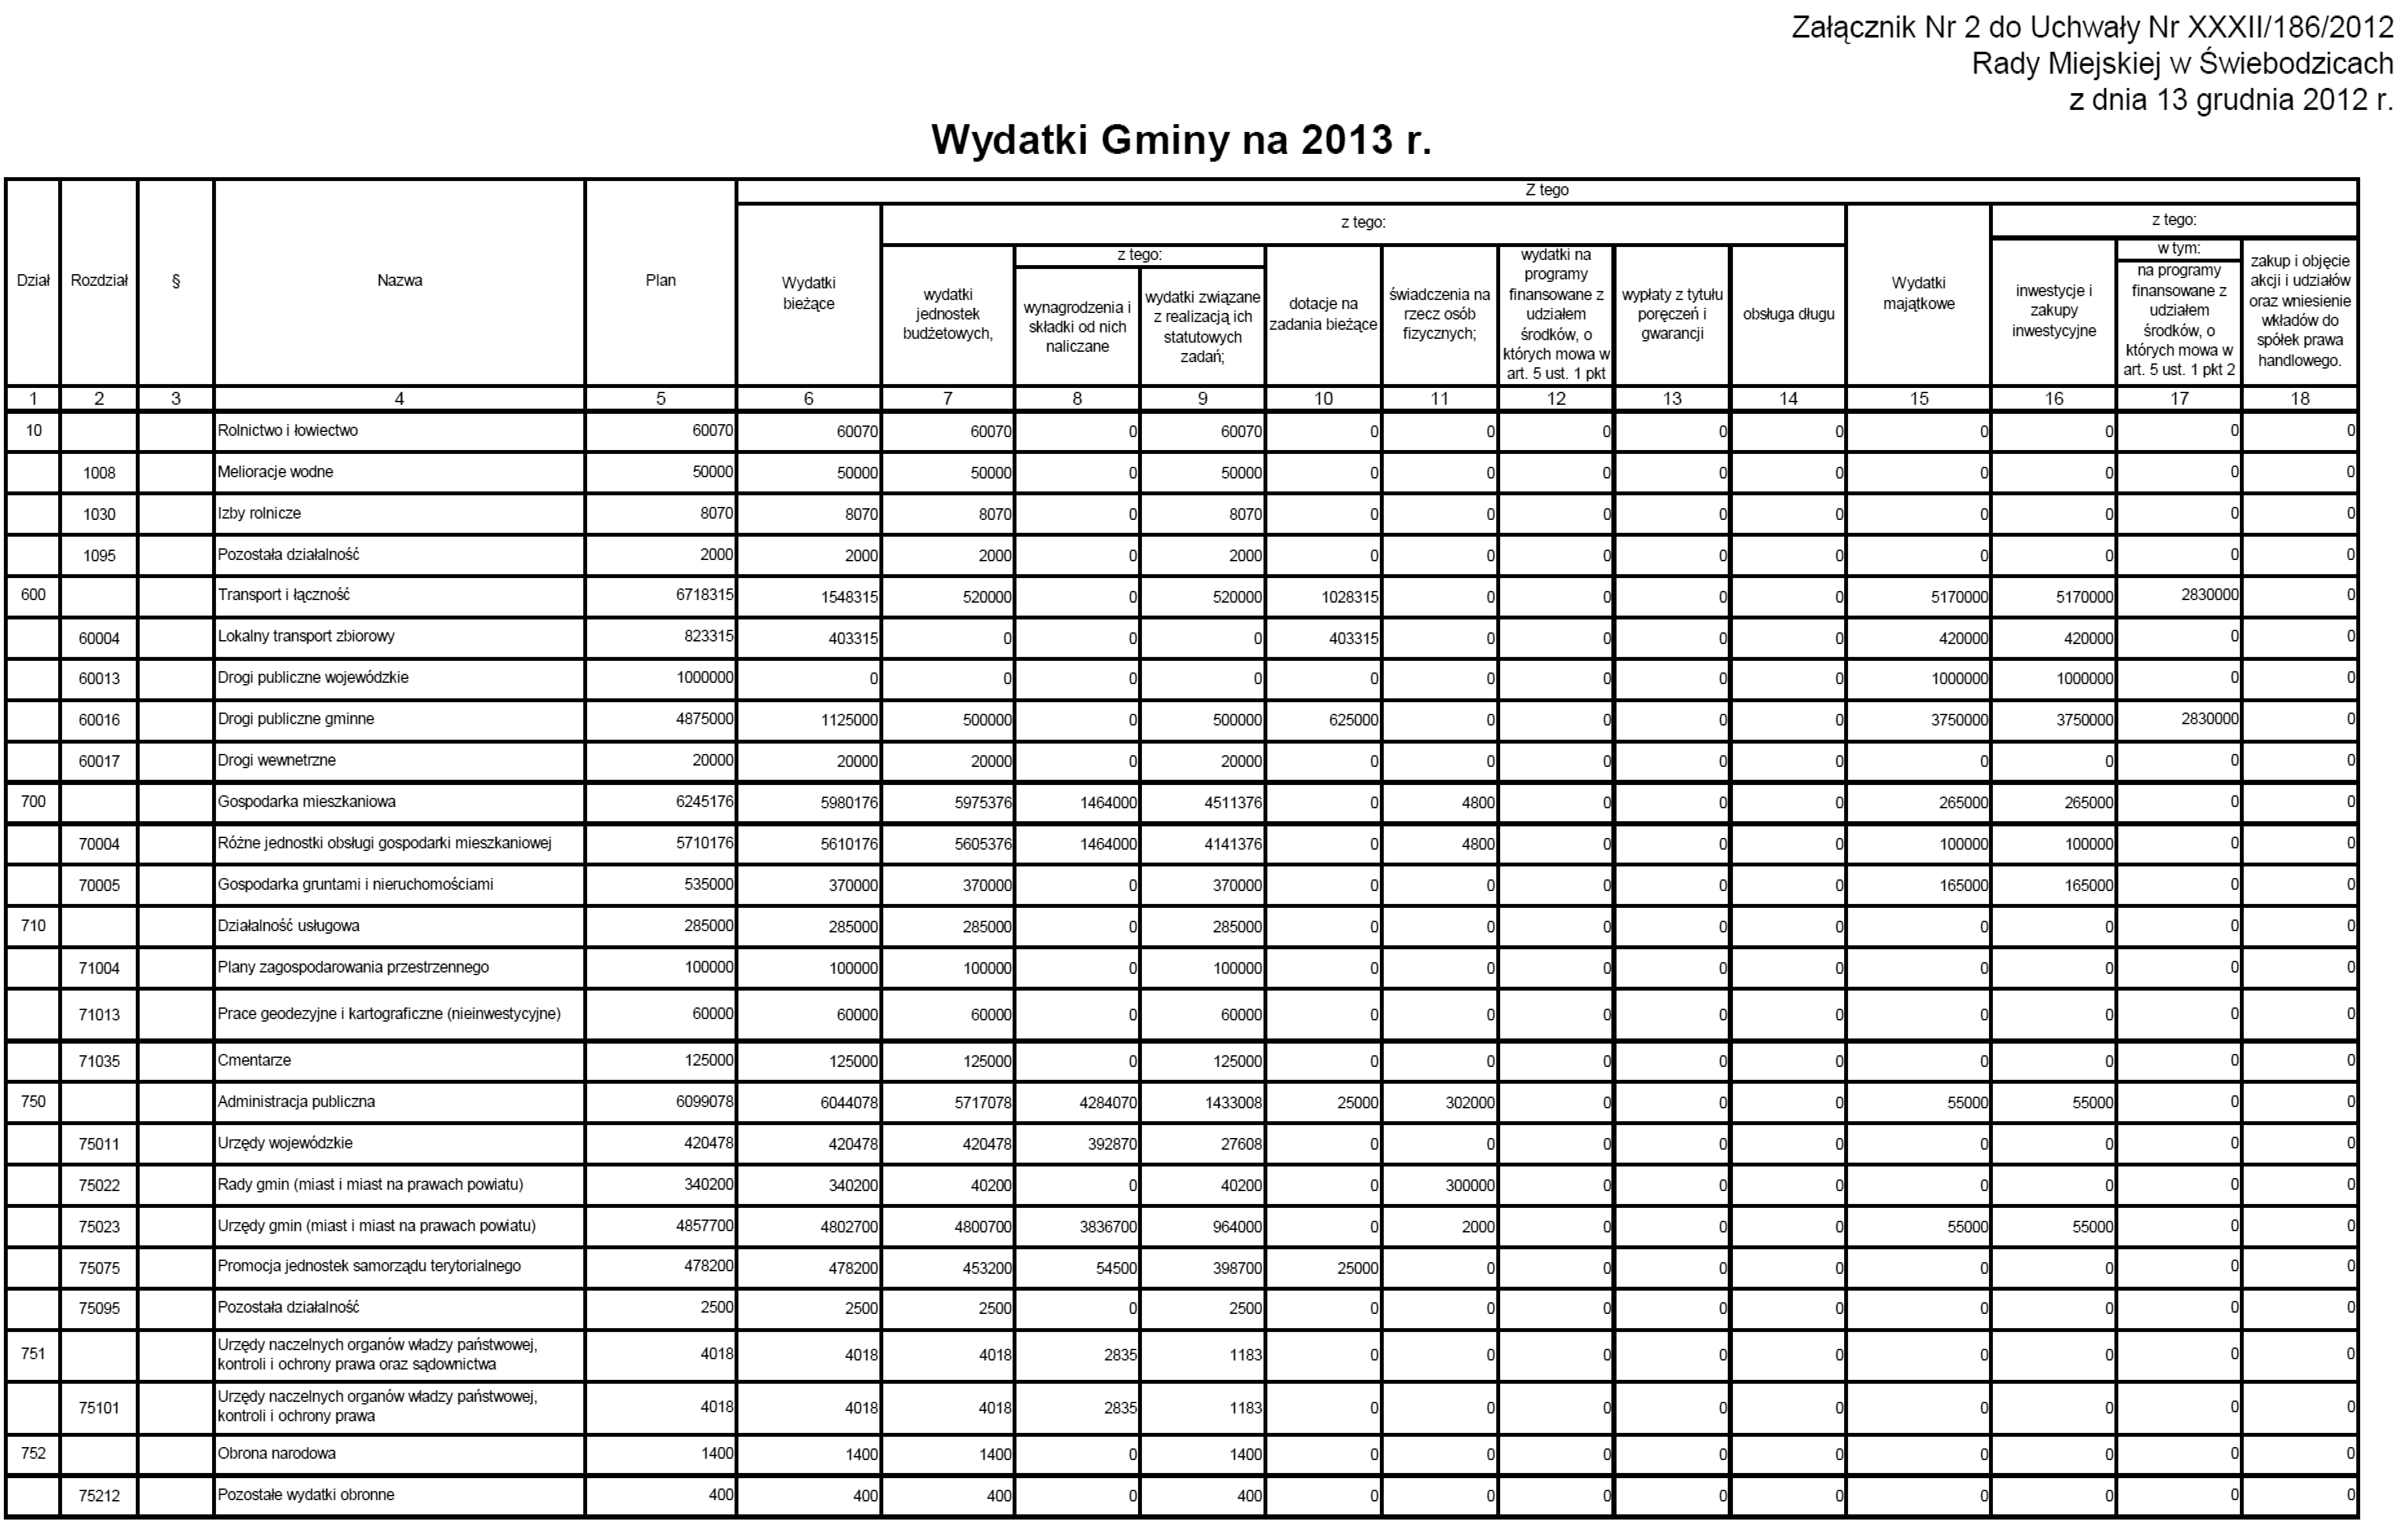 Załącznik Nr 2 do Uchwały Nr XXXII/186/2012
Rady Miejskiej w Świebodzicach
z dnia 13 grudnia 2012 r.
Wydatki Gminy na 2013 r.
Dział Rozdział § Nazwa Plan
Z tego
Wydatki
bieżące
z tego:
wydatki
jednostek
budżetowych,
z tego:
wynagrodzenia i
składki od nich
naliczane
wydatki związane
z realizacją ich
statutowych
zadań;
dotacje na
zadania bieżące
świadczenia na
rzecz osób
fizycznych;
wydatki na
programy
finansowane z
udziałem
środków, o
których mowa w
art. 5 ust. 1 pkt
wypłaty z tytułu
poręczeń i
gwarancji
obsługa długu
Wydatki
majątkowe
z tego:
inwestycje i
zakupy
inwestycyjne
w tym:
na programy
finansowane z
udziałem
środków, o
których mowa w
art. 5 ust. 1 pkt 2
zakup i objęcie
akcji i udziałów
oraz wniesienie
wkładów do
spółek prawa
handlowego.
1 2 3 4 5 6 7 8 9 10 11 12 13 14 15 16 17 18
10 Rolnictwo i łowiectwo 60070 60070 60070 0 60070 0 0 0 0 0 0 0 0 0
1008 Melioracje wodne 50000 50000 50000 0 50000 0 0 0 0 0 0 0 0 0
1030 Izby rolnicze 8070 8070 8070 0 8070 0 0 0 0 0 0 0 0 0
1095 Pozostała działalność 2000 2000 2000 0 2000 0 0 0 0 0 0 0 0 0
600 Transport i łączność 6718315 1548315 520000 0 520000 1028315 0 0 0 0 5170000 5170000 2830000 0
60004 Lokalny transport zbiorowy 823315 403315 0 0 0 403315 0 0 0 0 420000 420000 0 0
60013 Drogi publiczne wojewódzkie 1000000 0 0 0 0 0 0 0 0 0 1000000 1000000 0 0
60016 Drogi publiczne gminne 4875000 1125000 500000 0 500000 625000 0 0 0 0 3750000 3750000 2830000 0
60017 Drogi wewnetrzne 20000 20000 20000 0 20000 0 0 0 0 0 0 0 0 0
700 Gospodarka mieszkaniowa 6245176 5980176 5975376 1464000 4511376 0 4800 0 0 0 265000 265000 0 0
70004 Różne jednostki obsługi gospodarki mieszkaniowej 5710176 5610176 5605376 1464000 4141376 0 4800 0 0 0 100000 100000 0 0
70005 Gospodarka gruntami i nieruchomościami 535000 370000 370000 0 370000 0 0 0 0 0 165000 165000 0 0
710 Działalność usługowa 285000 285000 285000 0 285000 0 0 0 0 0 0 0 0 0
71004 Plany zagospodarowania przestrzennego 100000 100000 100000 0 100000 0 0 0 0 0 0 0 0 0
71013 Prace geodezyjne i kartograficzne (nieinwestycyjne) 60000 60000 60000 0 60000 0 0 0 0 0 0 0 0 0
71035 Cmentarze 125000 125000 125000 0 125000 0 0 0 0 0 0 0 0 0
750 Administracja publiczna 6099078 6044078 5717078 4284070 1433008 25000 302000 0 0 0 55000 55000 0 0
75011 Urzędy wojewódzkie 420478 420478 420478 392870 27608 0 0 0 0 0 0 0 0 0
75022 Rady gmin (miast i miast na prawach powiatu) 340200 340200 40200 0 40200 0 300000 0 0 0 0 0 0 0
75023 Urzędy gmin (miast i miast na prawach powiatu) 4857700 4802700 4800700 3836700 964000 0 2000 0 0 0 55000 55000 0 0
75075 Promocja jednostek samorządu terytorialnego 478200 478200 453200 54500 398700 25000 0 0 0 0 0 0 0 0
75095 Pozostała działalność 2500 2500 2500 0 2500 0 0 0 0 0 0 0 0 0
751 Urzędy naczelnych organów władzy państwowej,
kontroli i ochrony prawa oraz sądownictwa 4018 4018 4018 2835 1183 0 0 0 0 0 0 0 0 0
75101 Urzędy naczelnych organów władzy państwowej,
kontroli i ochrony prawa 4018 4018 4018 2835 1183 0 0 0 0 0 0 0 0 0
752 Obrona narodowa 1400 1400 1400 0 1400 0 0 0 0 0 0 0 0 0
75212 Pozostałe wydatki obronne 400 400 400 0 400 0 0 0 0 0 0 0 0 0